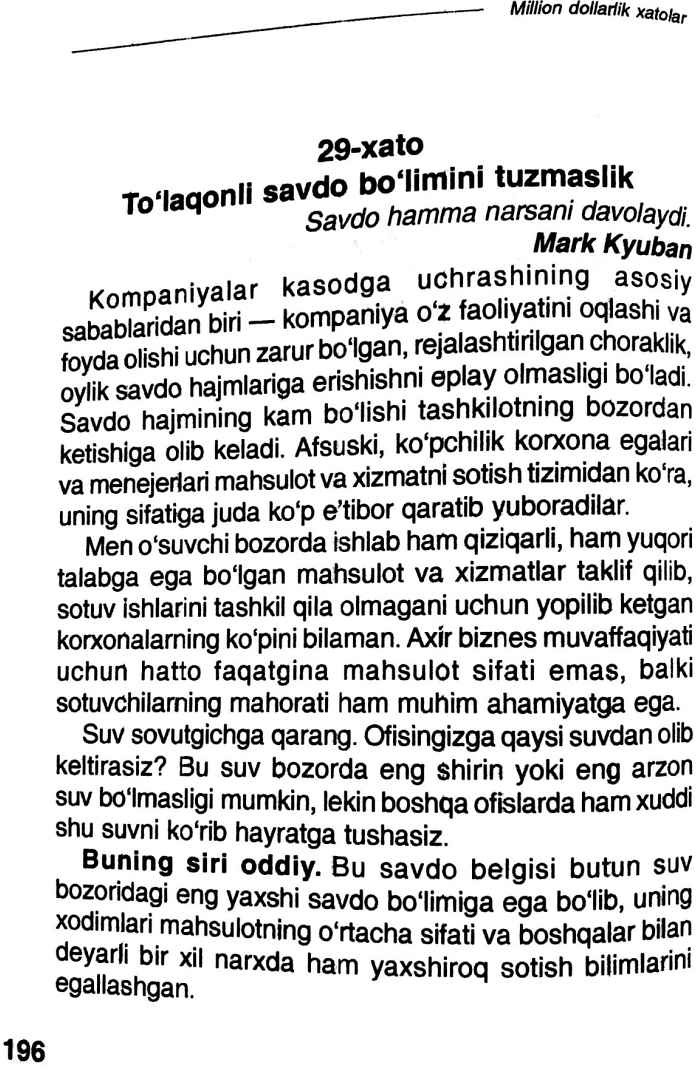 Million dollarlik xatolar
29-xato
To‘laqonli savdo bo‘limini tuzmaslik
Savdo hamma narsani davolaydi.
Mark Kyuban
Kompaniyalar kasodga uchrashining asosiy
sabablaridan biri — kompaniya o‘z faoliyatini oqlashi va
foyda olishi uchun zarur bo‘lgan, rejalashtirilgan choraklik,
oylik savdo hajmlariga erishishni eplay olmasligi bo‘ladi.
Savdo hajmining kam bo‘lishi tashkilotning bozordan
ketishiga olib keladi. Afsuski, ko‘pchilik korxona egalari
va menejerlari mahsulot va xizmatni sotish tizimidan ko‘ra,
uning sifatiga juda ko‘p e’tibor qaratib yuboradilar.
Men o‘suvchi bozorda ishlab ham qiziqarli, ham yuqori
talabga ega bo‘lgan mahsulot va xizmatlar taklif qilib,
sotuv ishlarini tashkil qila olmagani uchun yopilib ketgan
korxonalarning ko‘pini bilaman. Axir biznes muvaffaqiyati
uchun hatto faqatgina mahsulot sifati emas, balki
sotuvchilarning mahorati ham muhim ahamiyatga ega.
Suv sovutgichga qarang. Ofisingizga qaysi suvdan olib
keltirasiz? Bu suv bozorda eng shirin yoki eng arzon
suv bo‘lmasligi mumkin, lekin boshqa ofislarda ham xuddi
shu suvni ko‘rib hayratga tushasiz.
Buning siri oddiy. Bu savdo belgisi butun suv
bozoridagi eng yaxshi savdo bo‘limiga ega bo‘lib, uning
xodimlari mahsulotning o‘rtacha sifati va boshqalar bilan
deyarli bir xil narxda ham yaxshiroq sotish bilimlarini
egallashgan.
196